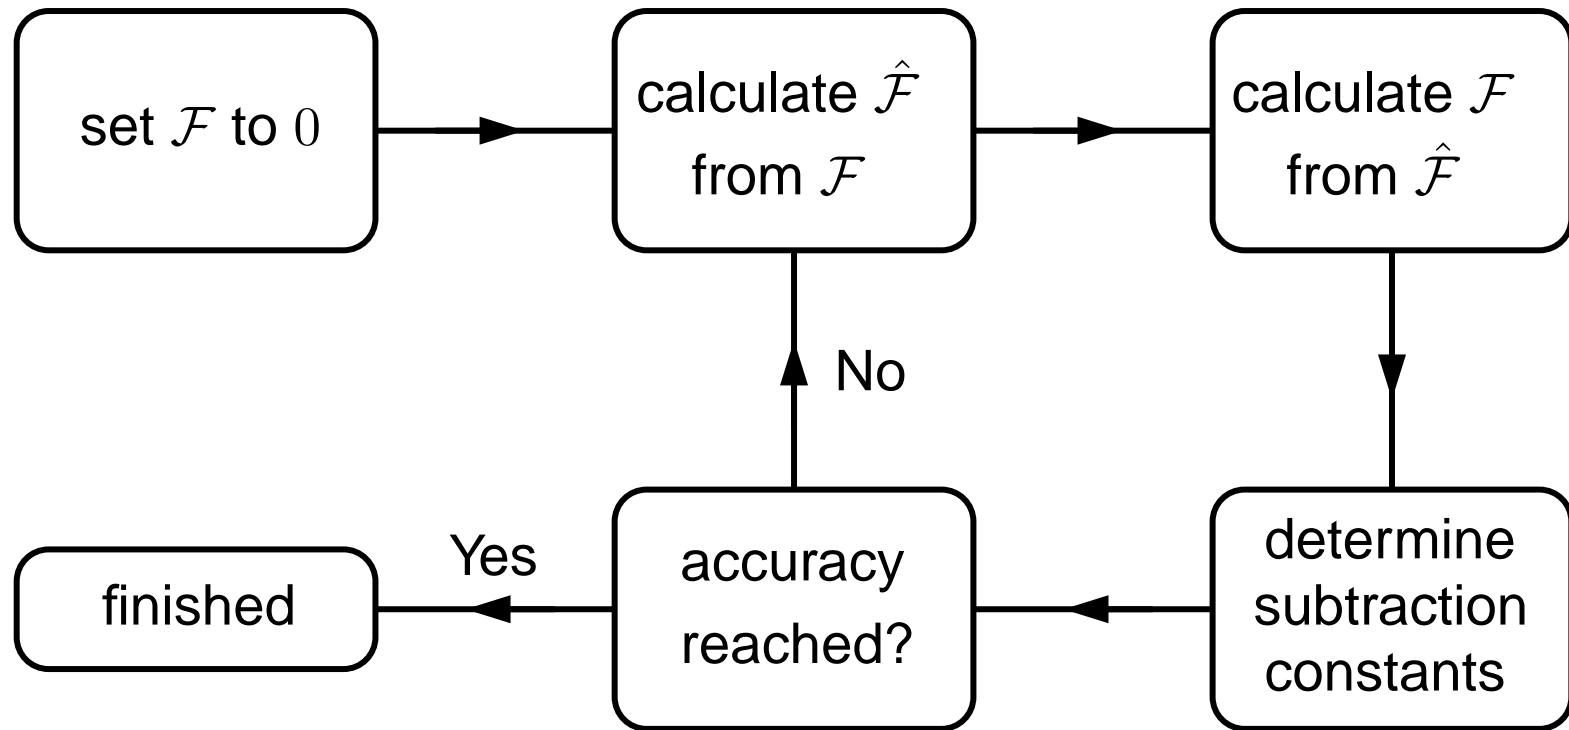 set ℱ to 0
calculate ℱ̂
from ℱ
calculate ℱ
from ℱ̂
No
determine
subtraction
constants
accuracy
reached?
Yes
finished